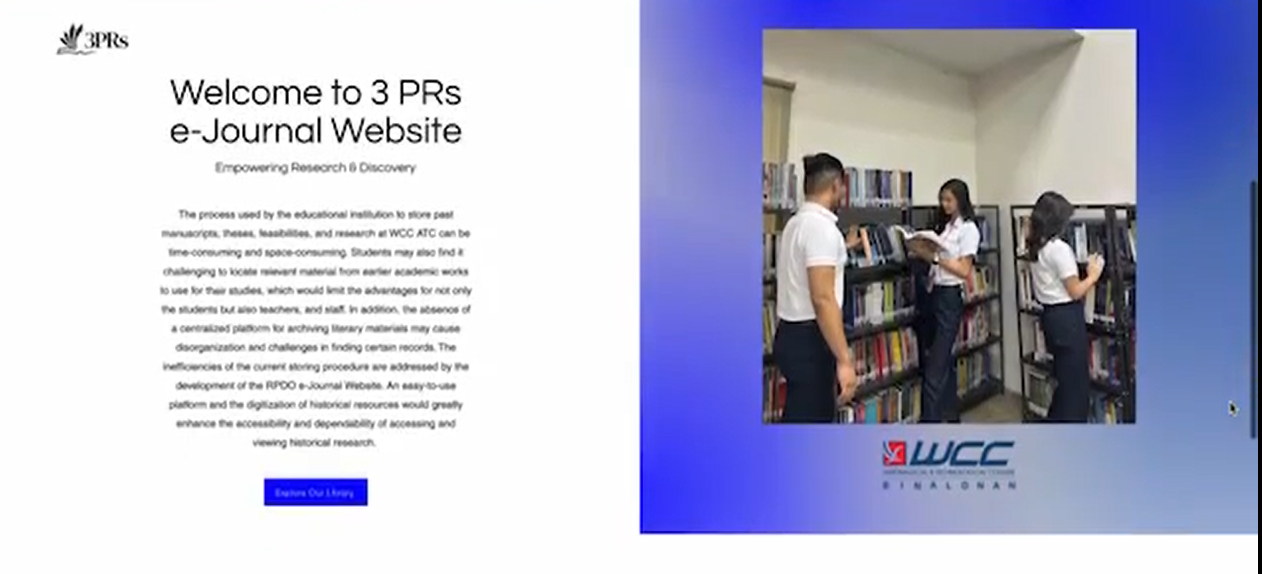 3PRs
Welcome to 3 PRs
e-Journal Website
Empowering Research & Discovery
The process used by the educational institution to store past
manuscripts, theses, feasibilities, and research at WCC ATC can be
time-consuming and space-consuming. Students may also find it
challenging to locate relevant material from earlier academic works
to use for their studies, which would limit the advantages for not only
the students but also teachers, and staff. In addition, the absence of
a centralized platform for archiving literary materials may cause
disorganization and challenges in finding certain records. The
inefficiencies of the current storing procedure are addressed by the
development of the RPDO e-Journal Website. An easy-to-use
platform and the digitization of historical resources would greatly
enhance the accessibility and dependability of accessing and
viewing historical research.
Explore Our Library
WCC
AERONAUTICAL & TECHNOLOGICAL COLLEGE
BINALONAN